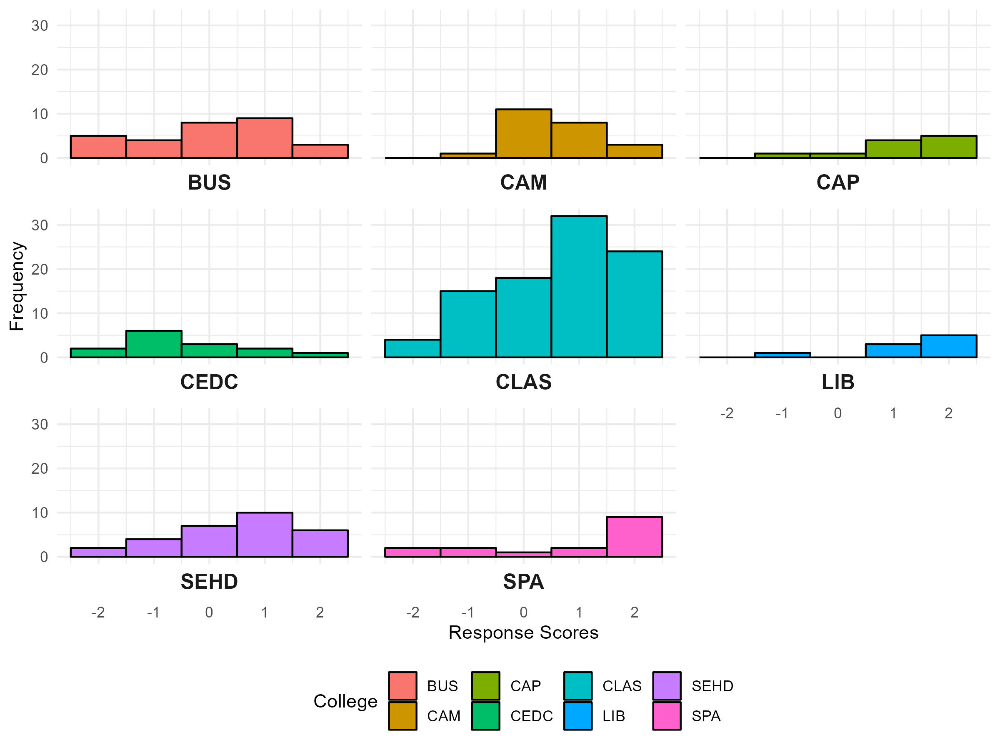 30
20
10
0
BUS
CAM
CAP
Frequency
30
20
10
0
CEDC
CLAS
LIB
-2 -1 0 1 2
30
20
10
0
SEHD
SPA
-2 -1 0 1 2
-2 -1 0 1 2
Response Scores
College
BUS CAP CLAS SEHD
CAM CEDC LIB SPA